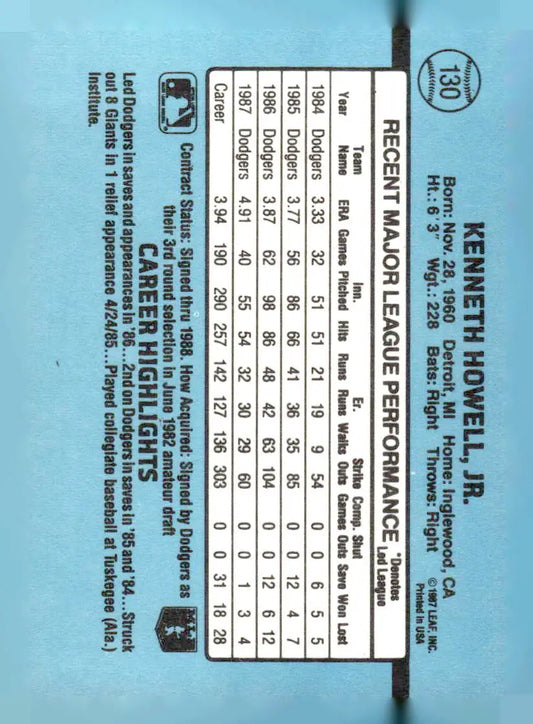 130
KENNETH HOWELL, JR.
Born: Nov. 28, 1960 Detroit, MI Home: Inglewood, CA
Ht.: 6' 3" Wgt.: 228 Bats: Right Throws: Right
©1987 LEAF, INC.
Printed in USA
RECENT MAJOR LEAGUE PERFORMANCE
*Denotes
Led League
Year Team Name ERA Games Inn. Pitched Hits Runs Er. Runs Walks Strike Outs Comp. Games Shut Outs Save Won Lost
1984 Dodgers 3.33 32 51 51 21 19 9 54 0 0 6 5 5
1985 Dodgers 3.77 56 86 66 41 36 35 85 0 0 12 4 7
1986 Dodgers 3.87 62 98 86 48 42 63 104 0 0 12 6 12
1987 Dodgers 4.91 40 55 54 32 30 29 60 0 0 1 3 4
Career 3.94 190 290 257 142 127 136 303 0 0 31 18 28
Contract Status: Signed thru 1988. How Acquired: Signed by Dodgers as
their 3rd round selection in June 1982 amateur draft
CAREER HIGHLIGHTS
Led Dodgers in saves and appearances in '86...2nd on Dodgers in saves in '85 and '84...Struck
out 8 Giants in 1 relief appearance 4/24/85...Played collegiate baseball at Tuskegee (Ala.)
Institute.